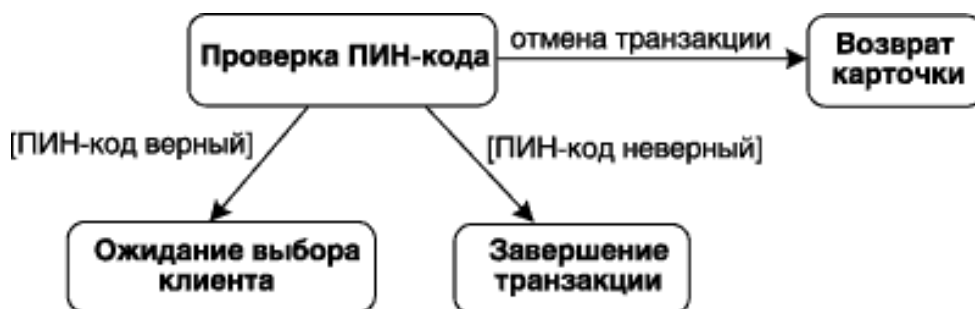 Проверка ПИН-кода
отмена транзакции
Возврат
карточки
[ПИН-код верный]
[ПИН-код неверный]
Ожидание выбора
клиента
Завершение
транзакции